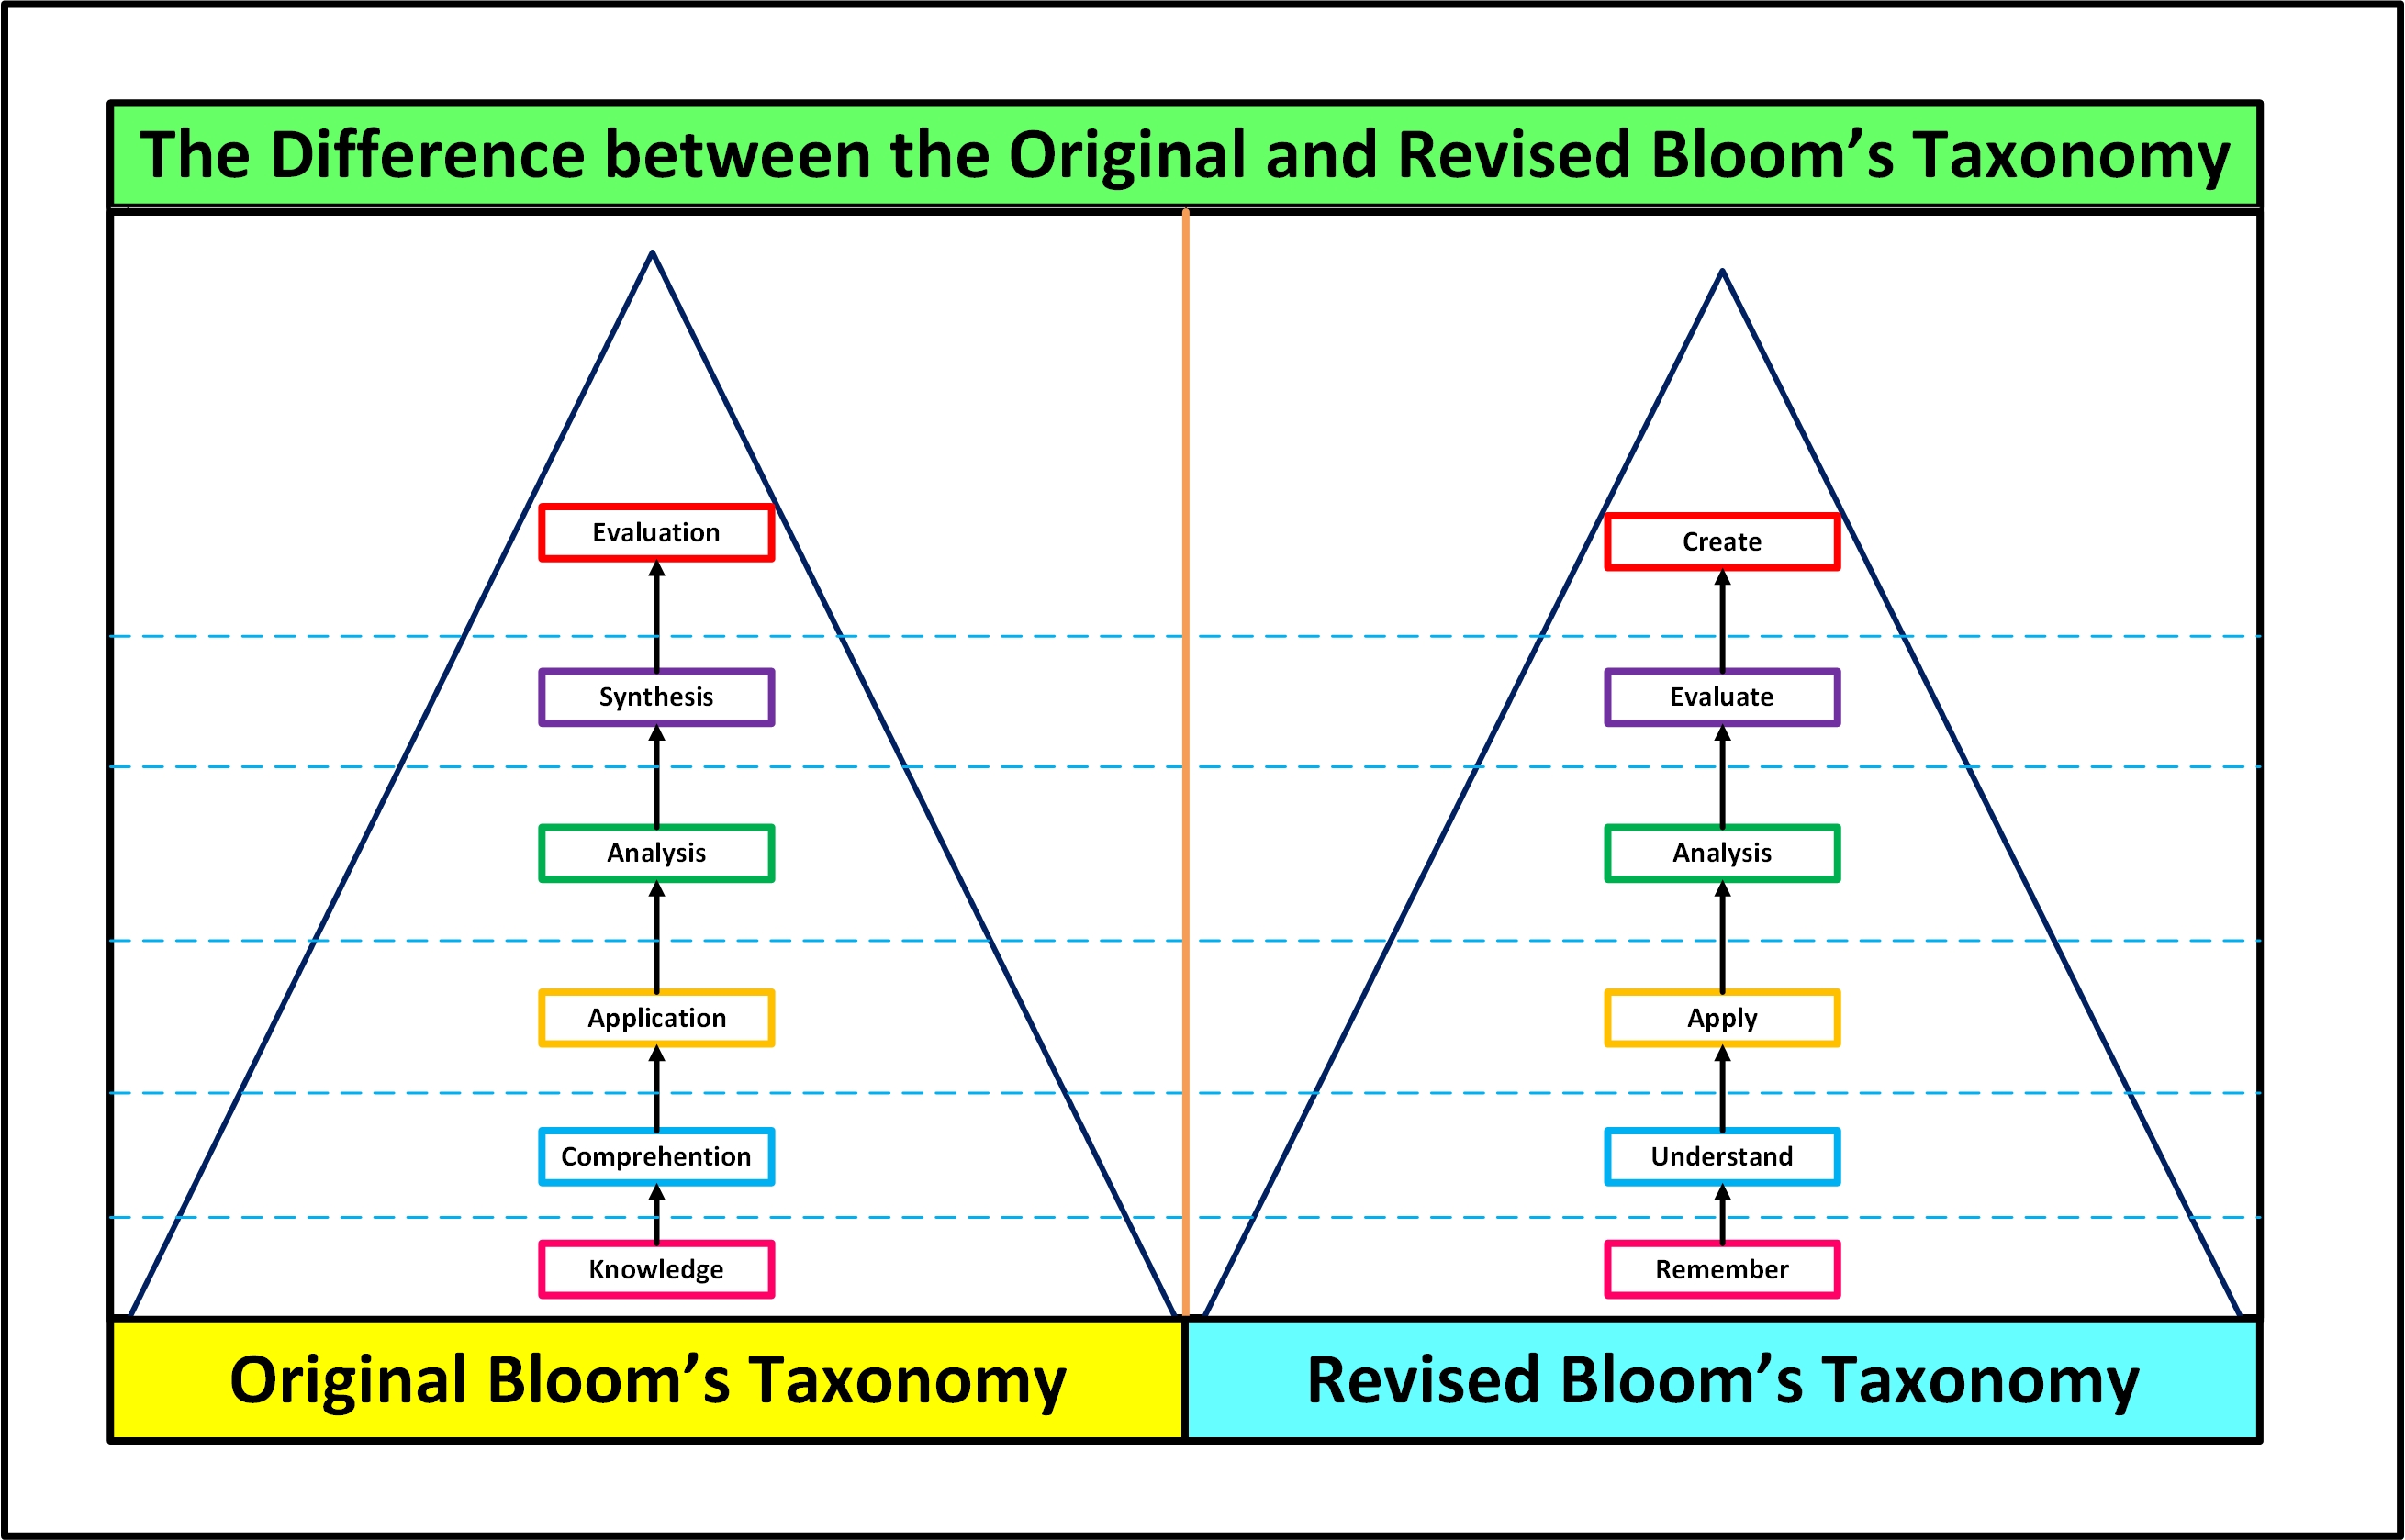 The Difference between the Original and Revised Bloom’s Taxonomy
Evaluation
Synthesis
Analysis
Application
Comprehention
Knowledge
Original Bloom’s Taxonomy
Create
Evaluate
Analysis
Apply
Understand
Remember
Revised Bloom’s Taxonomy